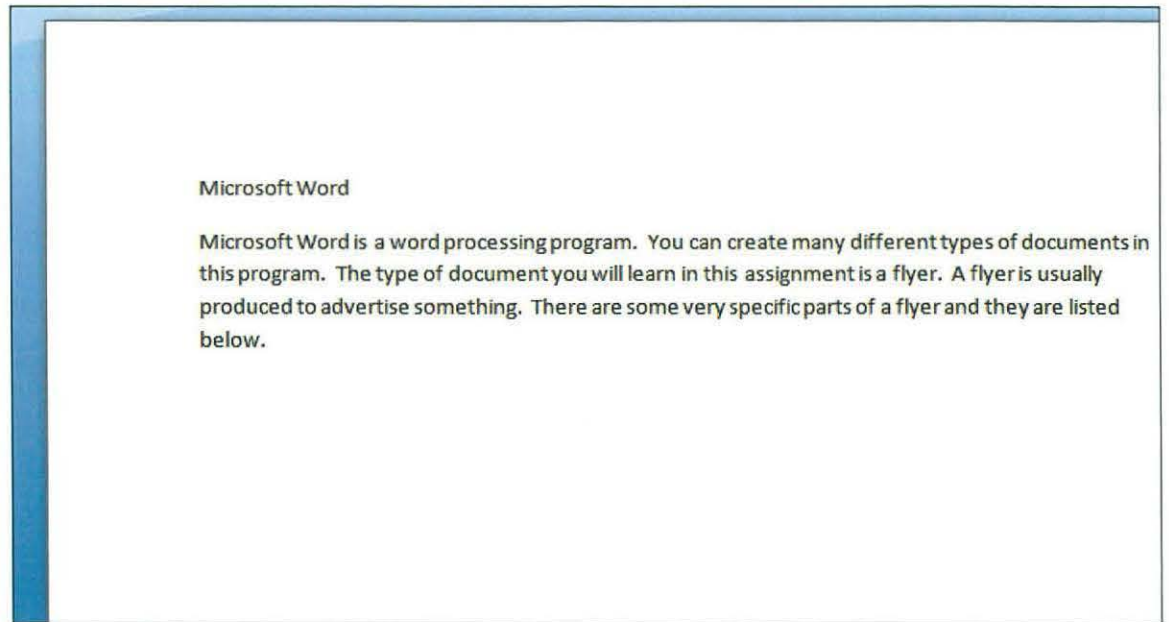 Microsoft Word
Microsoft Word is a word processing program.  You can create many different types of documents in
this program.  The type of document you will learn in this assignment is a flyer.  A flyer is usually
produced to advertise something.  There are some very specific parts of a flyer and they are listed
below.